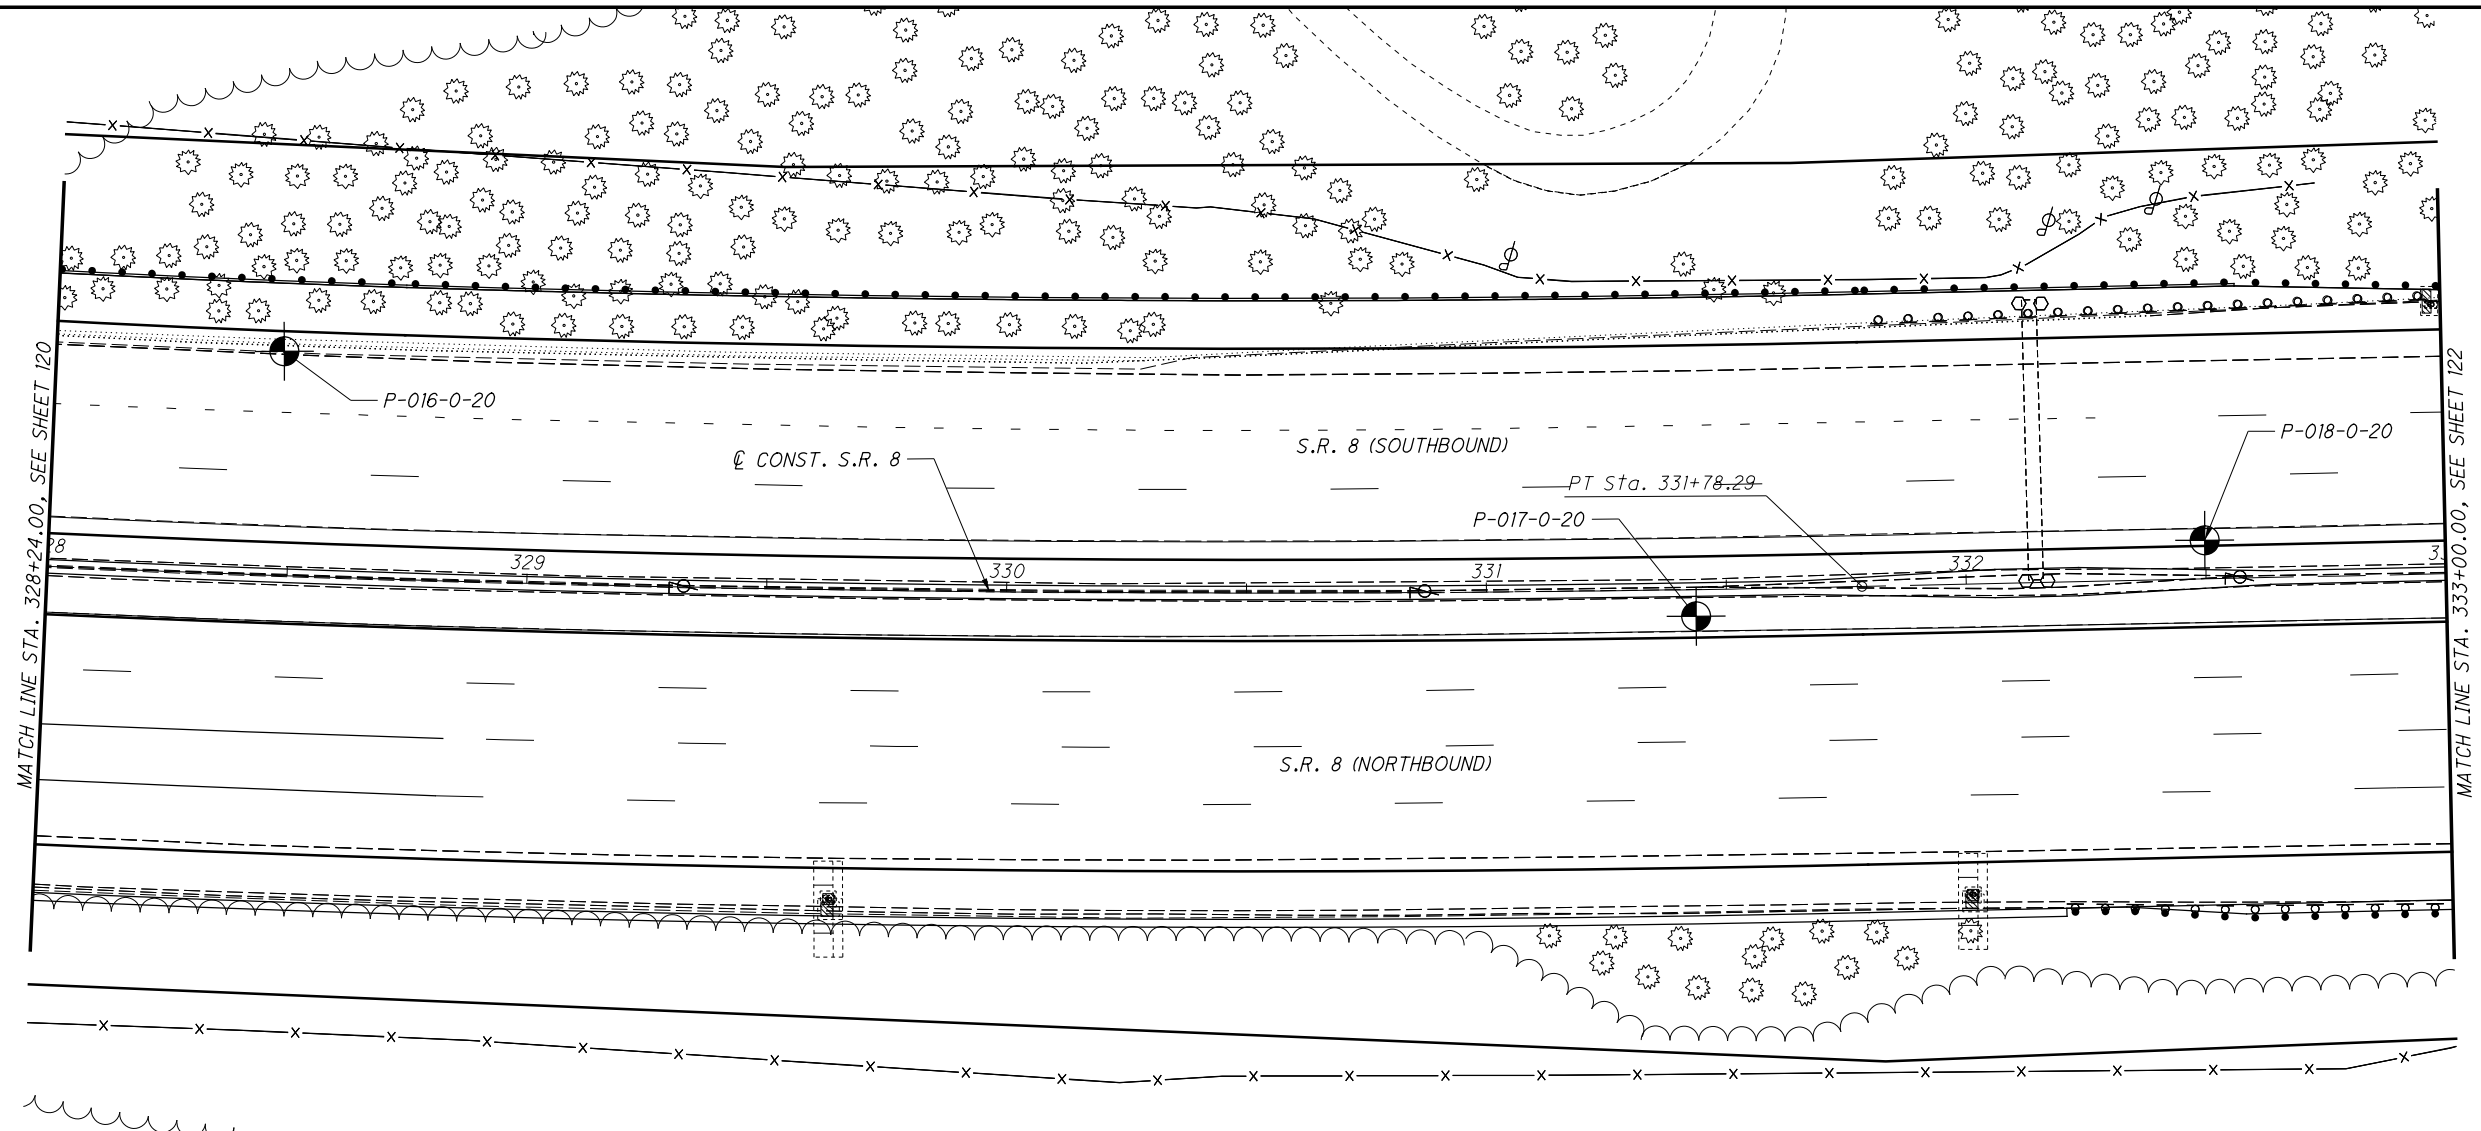 MATCH LINE STA. 328+24.00, SEE SHEET 120
P-016-0-20
℄ CONST. S.R. 8
S.R. 8 (SOUTHBOUND)
PT Sta. 331+78.29
P-017-0-20
P-018-0-20
329
330
331
332
S.R. 8 (NORTHBOUND)
MATCH LINE STA. 333+00.00, SEE SHEET 122